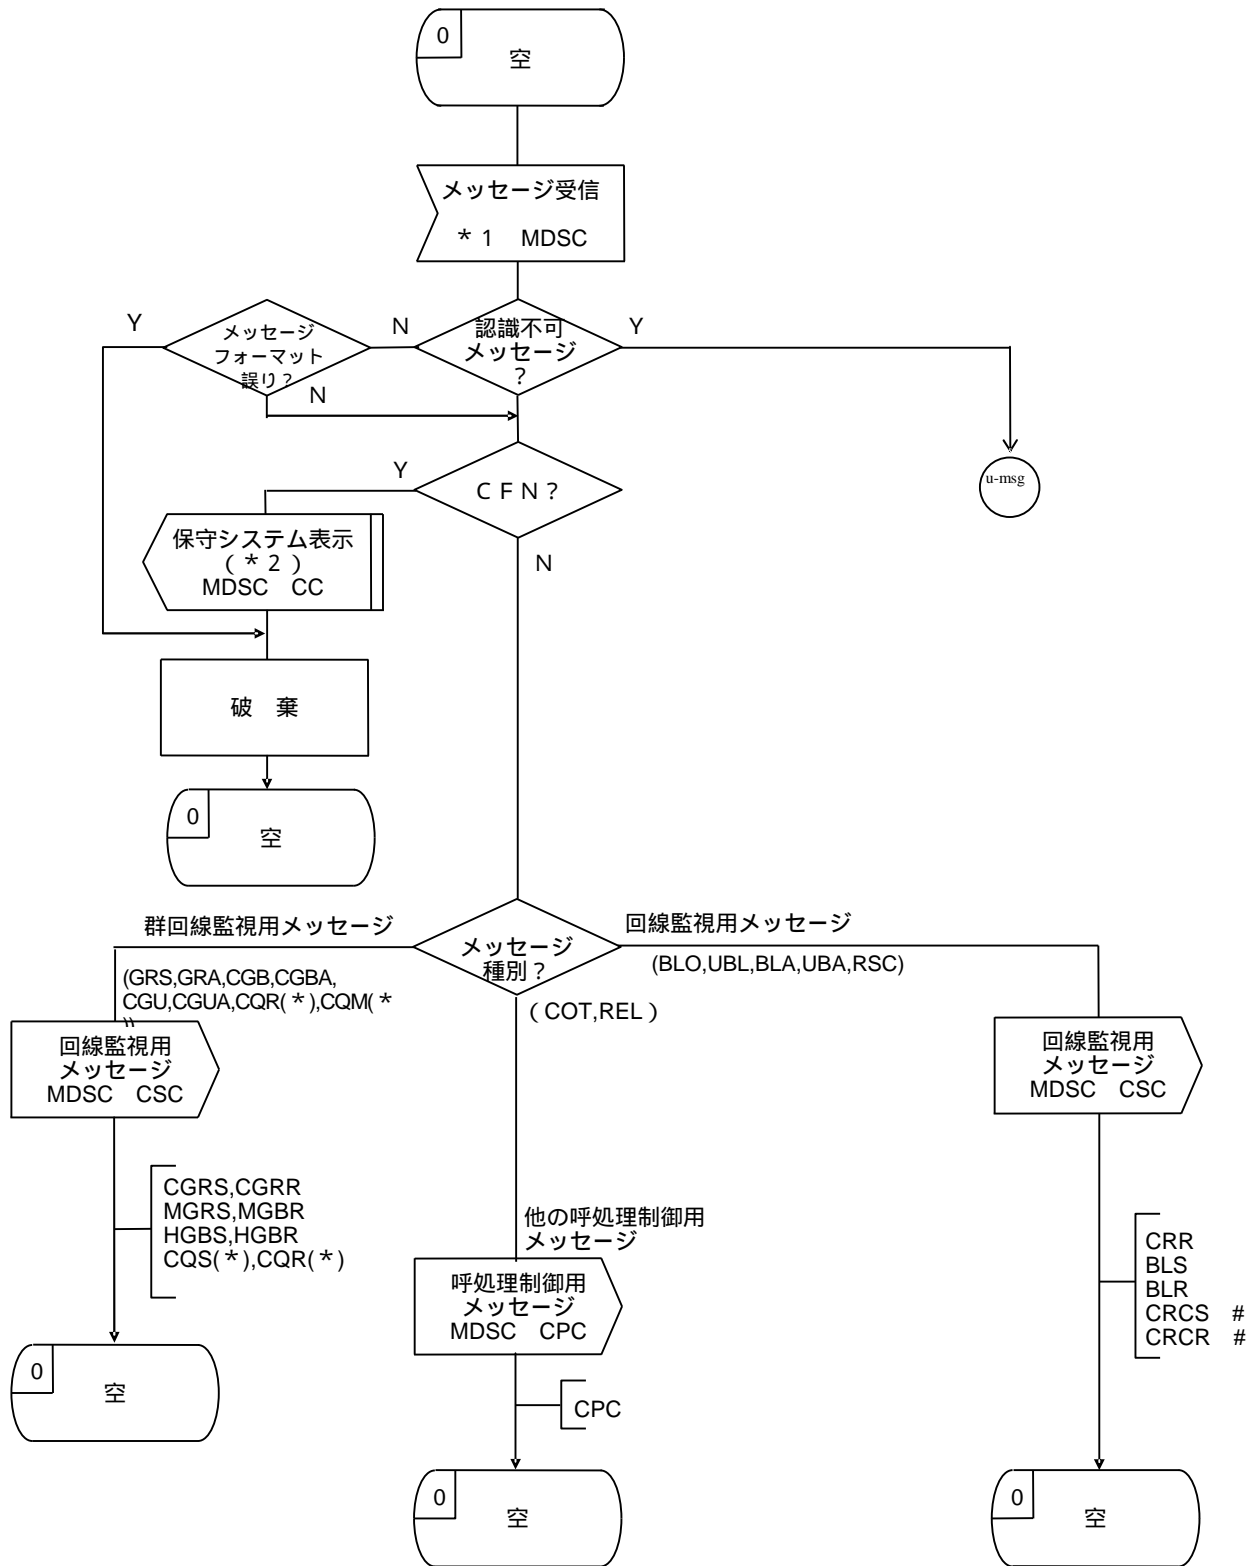 0
空
メッセージ受信
*1 MDSC
Y
メッセージ
フォーマット
誤り?
N
認識不可
メッセージ
?
Y
N
u-msg
Y
CFN?
N
保守システム表示
(*2)
MDSC CC
破 棄
0
空
群回線監視用メッセージ
メッセージ
種別?
回線監視用メッセージ
(GRS,GRA,CGB,CGBA,
CGU,CGUA,CQR(*),CQM(*
))
(COT,REL)
(BLO,UBL,BLA,UBA,RSC)
回線監視用
メッセージ
MDSC CSC
回線監視用
メッセージ
MDSC CSC
CGRS,CGRR
MGRS,MGBR
HGBS,HGBR
CQS(*),CQR(*)
他の呼処理制御用
メッセージ
呼処理制御用
メッセージ
MDSC CPC
CRR
BLS
BLR
CRCS #
CRCR #
0
空
CPC
0
空
0
空